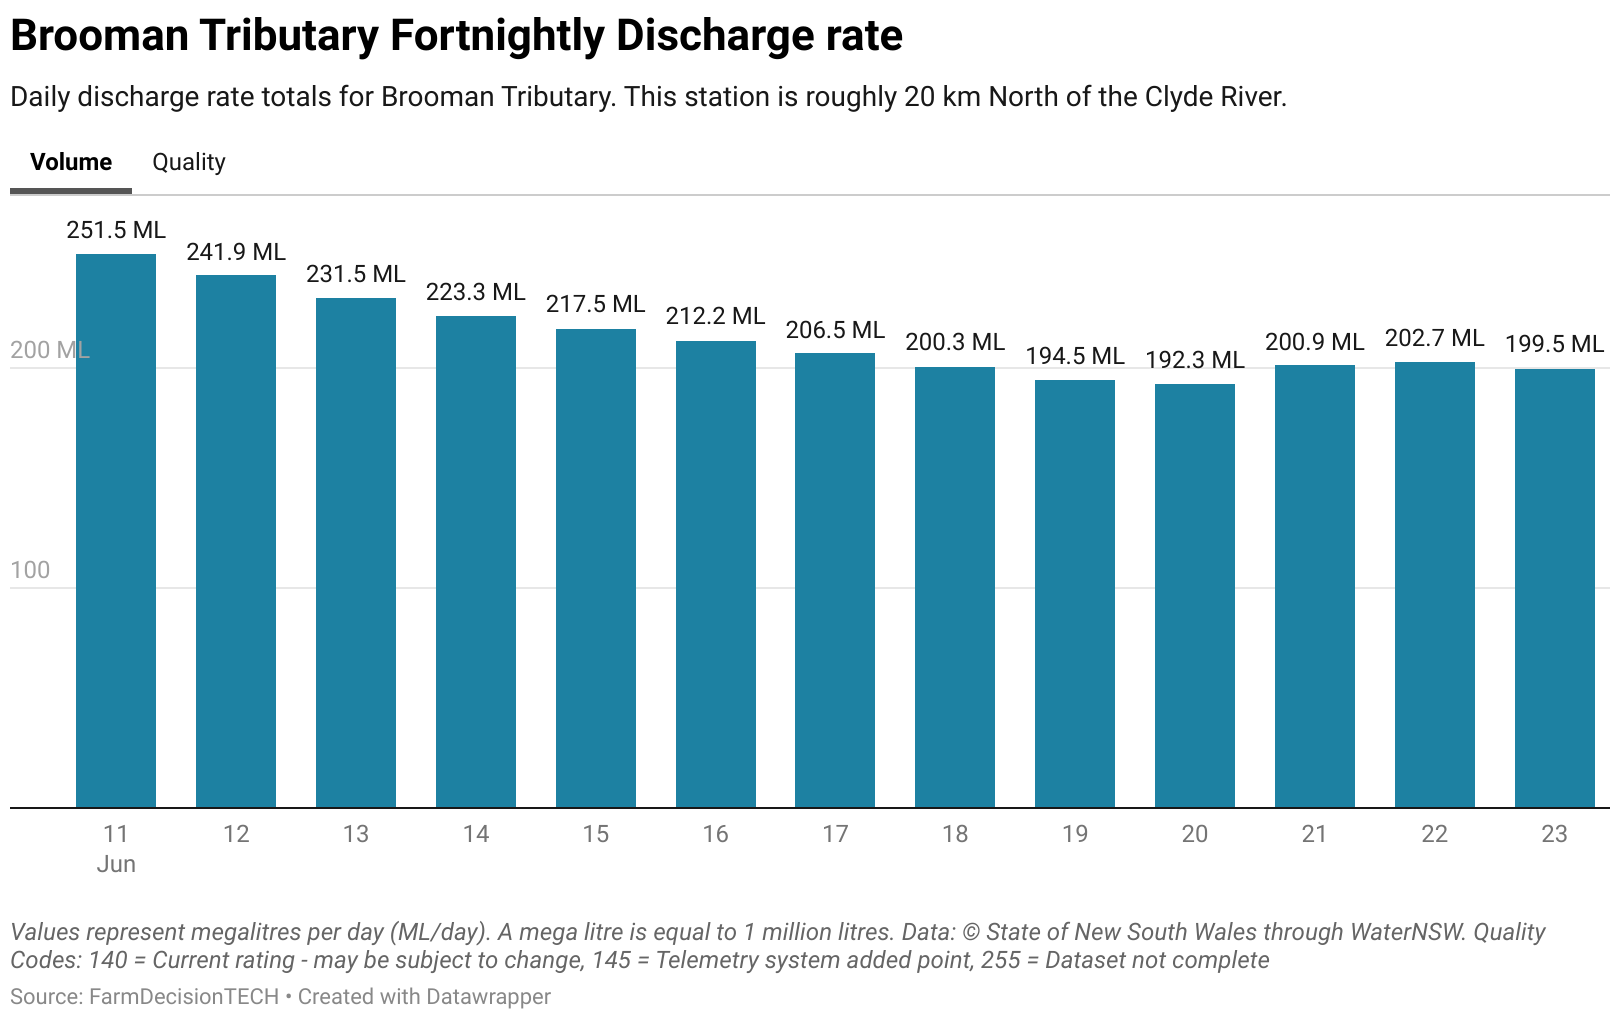 Brooman Tributary Fortnightly Discharge rate
Daily discharge rate totals for Brooman Tributary. This station is roughly 20 km North of the Clyde River.
Volume Quality
251.5 ML 241.9 ML 231.5 ML 223.3 ML 217.5 ML 212.2 ML 206.5 ML 200.3 ML 194.5 ML 192.3 ML 200.9 ML 202.7 ML 199.5 ML
200 ML
100
11 12 13 14 15 16 17 18 19 20 21 22 23
Jun
Values represent megalitres per day (ML/day). A mega litre is equal to 1 million litres. Data: © State of New South Wales through WaterNSW. Quality
Codes: 140 = Current rating - may be subject to change, 145 = Telemetry system added point, 255 = Dataset not complete
Source: FarmDecisionTECH • Created with Datawrapper